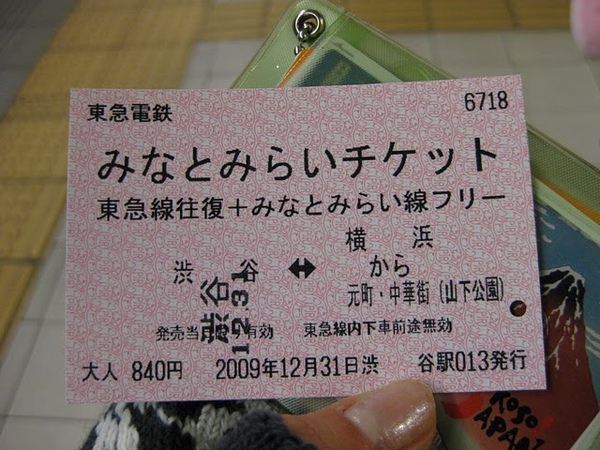 東急電鉄 6718
みなとみらいチケット
東急線往復＋みなとみらい線フリー
横浜
渋谷 ↔ から
元町・中華街（山下公園）
渋谷
12.31
発売当 り有効 東急線内下車前途無効
大人 840円 2009年12月31日渋 谷駅013発行